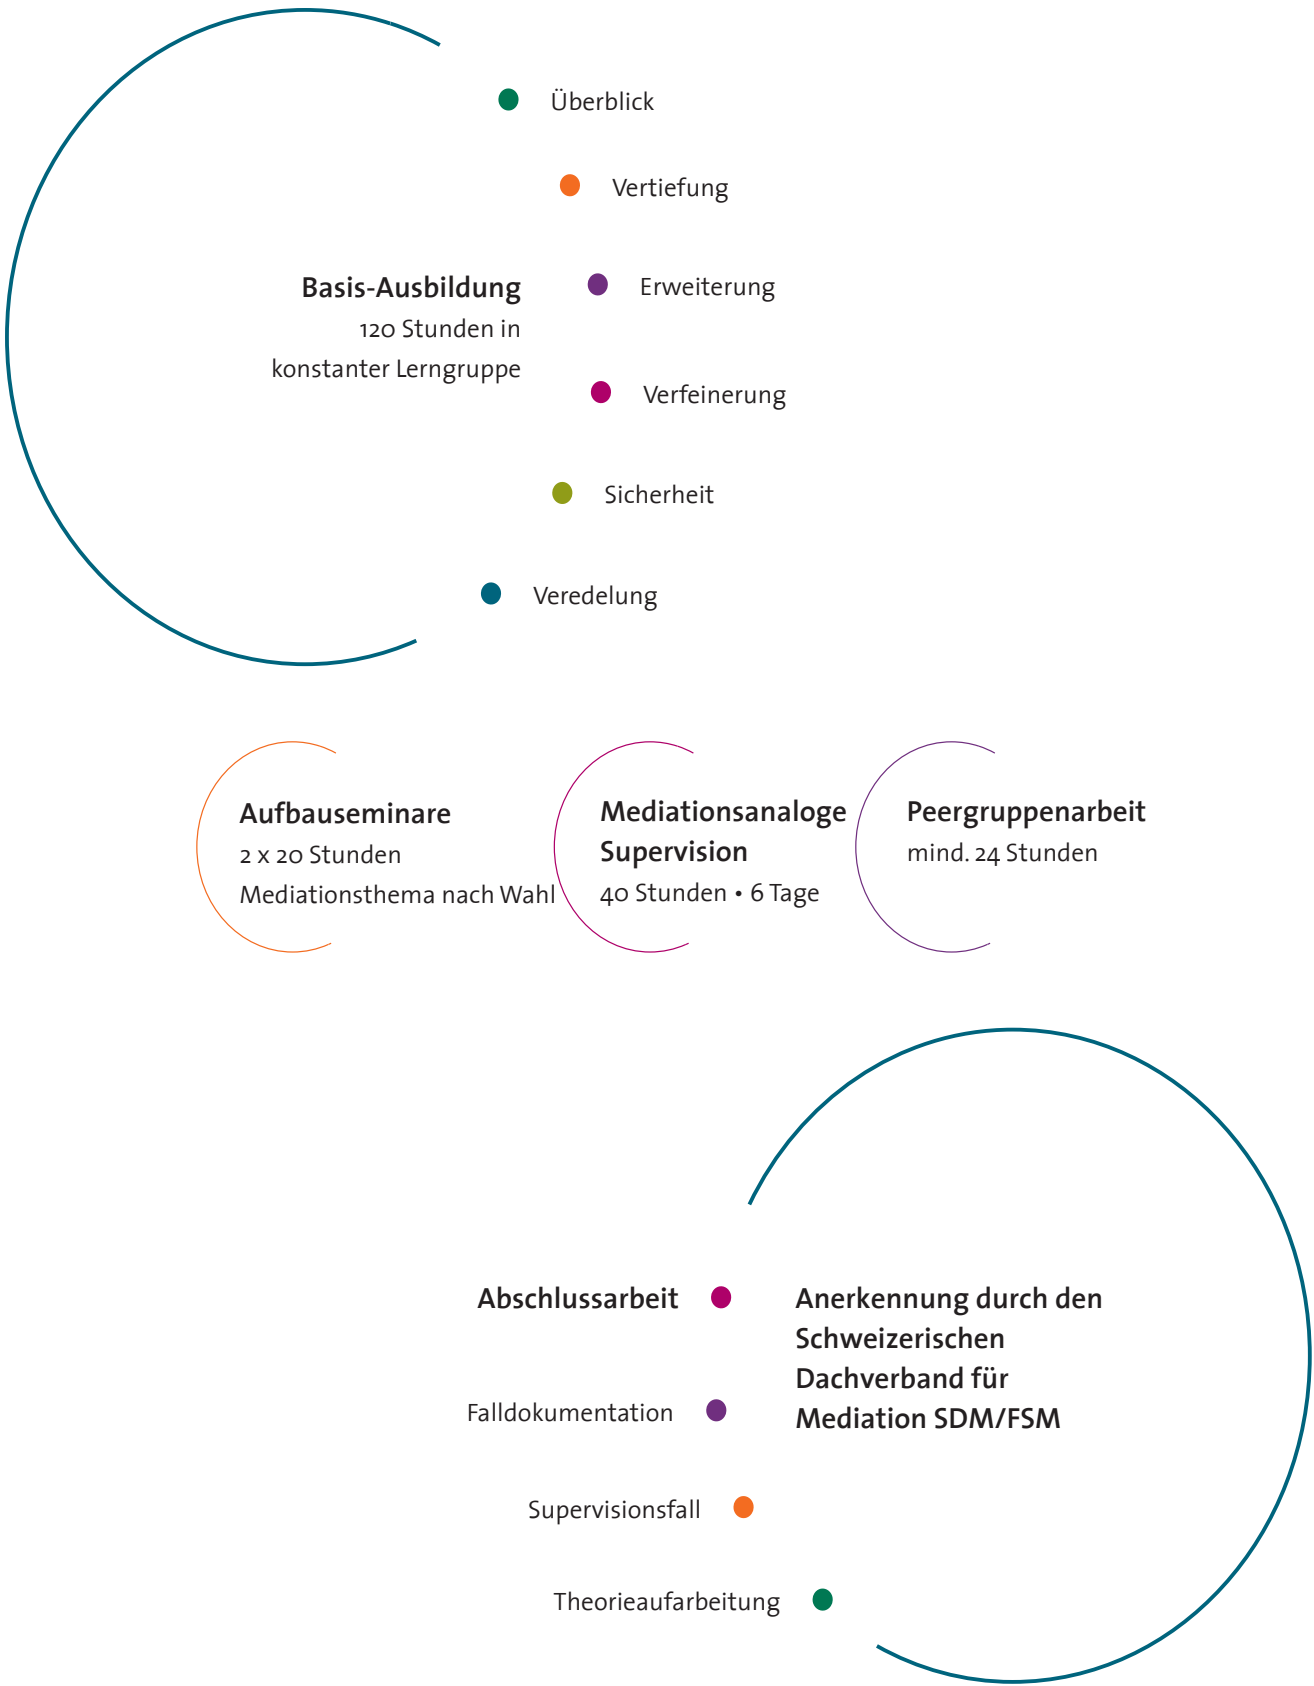 Überblick
Vertiefung
Basis-Ausbildung
120 Stunden in
konstanter Lerngruppe
Erweiterung
Verfeinerung
Sicherheit
Veredelung
Aufbauseminare
2 x 20 Stunden
Mediationsthema nach Wahl
Mediationsanaloge
Supervision
40 Stunden • 6 Tage
Peergruppenarbeit
mind. 24 Stunden
Abschlussarbeit
Falldokumentation
Supervisionsfall
Theorieaufarbeitung
Anerkennung durch den
Schweizerischen
Dachverband für
Mediation SDM/FSM